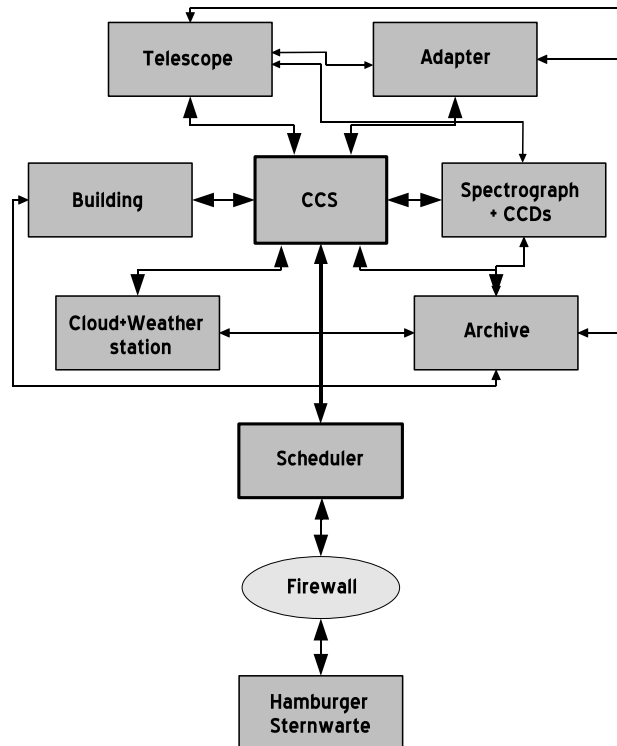 Telescope
Adapter
Building
CCS
Spectrograph
+ CCDs
Cloud+Weather
station
Archive
Scheduler
Firewall
Hamburger
Sternwarte